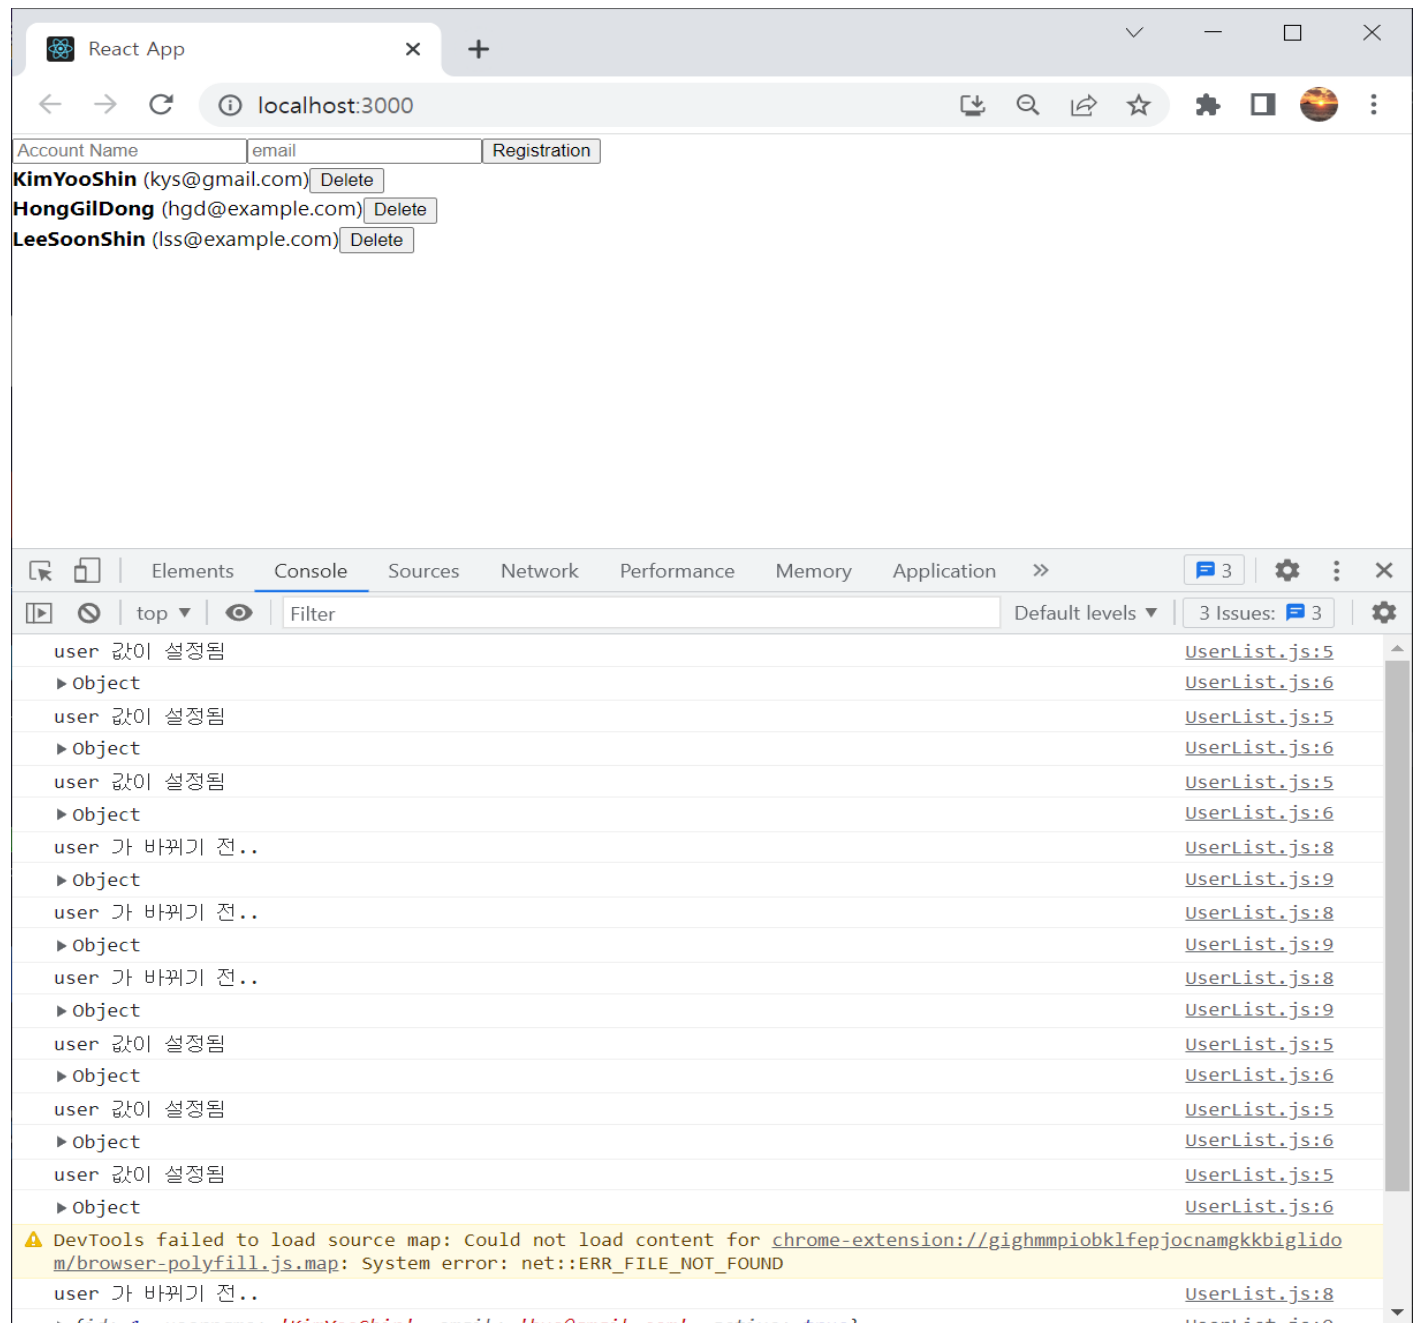 React App
localhost:3000
Account Name email Registration
KimYooShin (kys@gmail.com) Delete
HongGilDong (hgd@example.com) Delete
LeeSoonShin (lss@example.com) Delete
Elements Console Sources Network Performance Memory Application 3
top Filter Default levels 3 Issues: 3
user 값이 설정됨 UserList.js:5
Object UserList.js:6
user 값이 설정됨 UserList.js:5
Object UserList.js:6
user 값이 설정됨 UserList.js:5
Object UserList.js:6
user 가 바뀌기 전.. UserList.js:8
Object UserList.js:9
user 가 바뀌기 전.. UserList.js:8
Object UserList.js:9
user 가 바뀌기 전.. UserList.js:8
Object UserList.js:9
user 값이 설정됨 UserList.js:5
Object UserList.js:6
user 값이 설정됨 UserList.js:5
Object UserList.js:6
user 값이 설정됨 UserList.js:5
Object UserList.js:6
DevTools failed to load source map: Could not load content for chrome-extension://gighmmpiobklfepjocnamgkkbiglido
m/browser-polyfill.js.map: System error: net::ERR_FILE_NOT_FOUND
user 가 바뀌기 전.. UserList.js:8